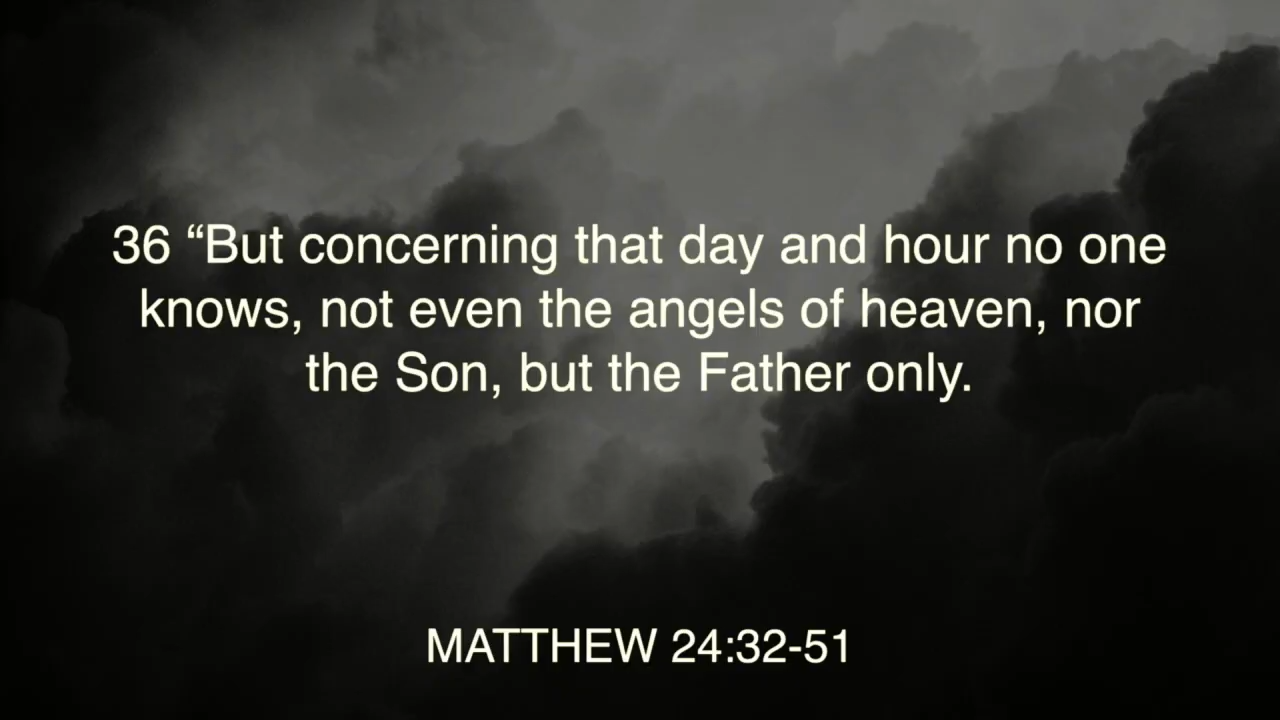 36 “But concerning that day and hour no one
knows, not even the angels of heaven, nor
the Son, but the Father only.
MATTHEW 24:32-51